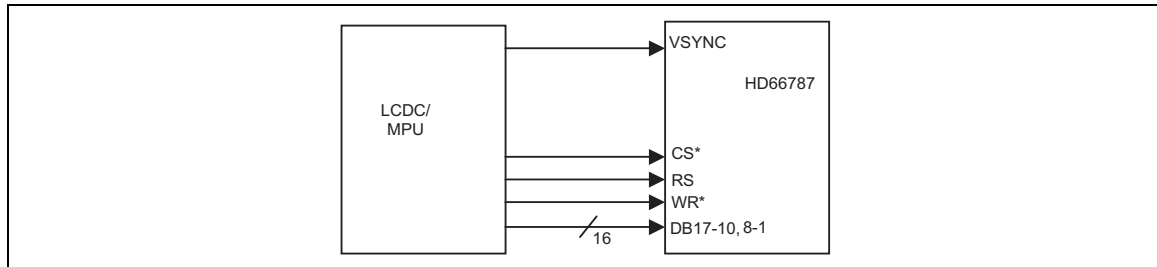 VSYNC
HD66787
LCDC/
MPU
CS*
RS
WR*
DB17-10, 8-1
16